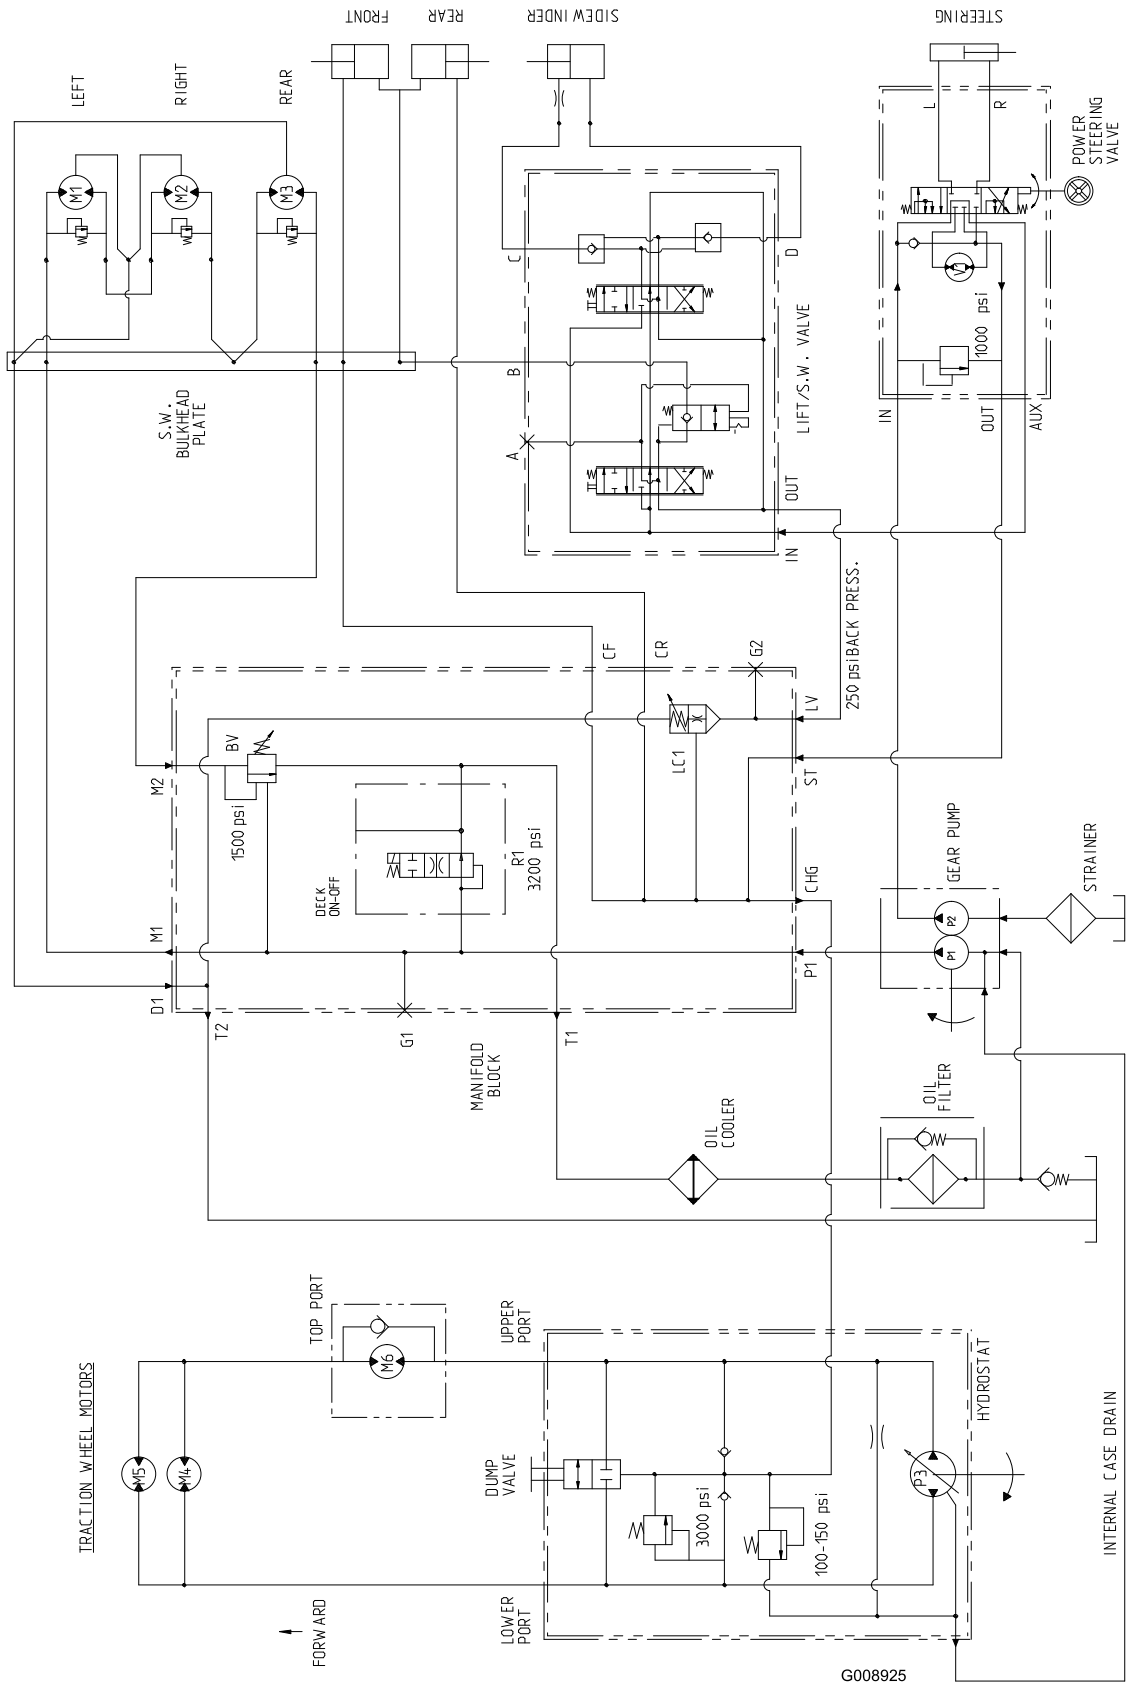 FRONT
REAR
SIDEWINDER
STEERING
LEFT
RIGHT
REAR
M1
M2
M3
L
R
POWER
STEERING
VALVE
C
D
V1
1000 psi
LIFT/S.W. VALVE
B
A
S.W.
BULKHEAD
PLATE
IN
OUT
AUX
OUT
IN
250 psi BACK PRESS.
CF
CR
G2
LV
LC1
ST
M2
BV
1500 psi
R1
3200 psi
DECK
ON-OFF
CHG
GEAR PUMP
STRAINER
P2
P1
M1
P1
D1
T2
G1
T1
MANIFOLD
BLOCK
OIL
COOLER
OIL
FILTER
TOP PORT
UPPER
PORT
M6
TRACTION WHEEL MOTORS
M5
M4
DUMP
VALVE
HYDROSTAT
P3
3000 psi
100-150 psi
INTERNAL CASE DRAIN
LOWER
PORT
FORWARD
G008925